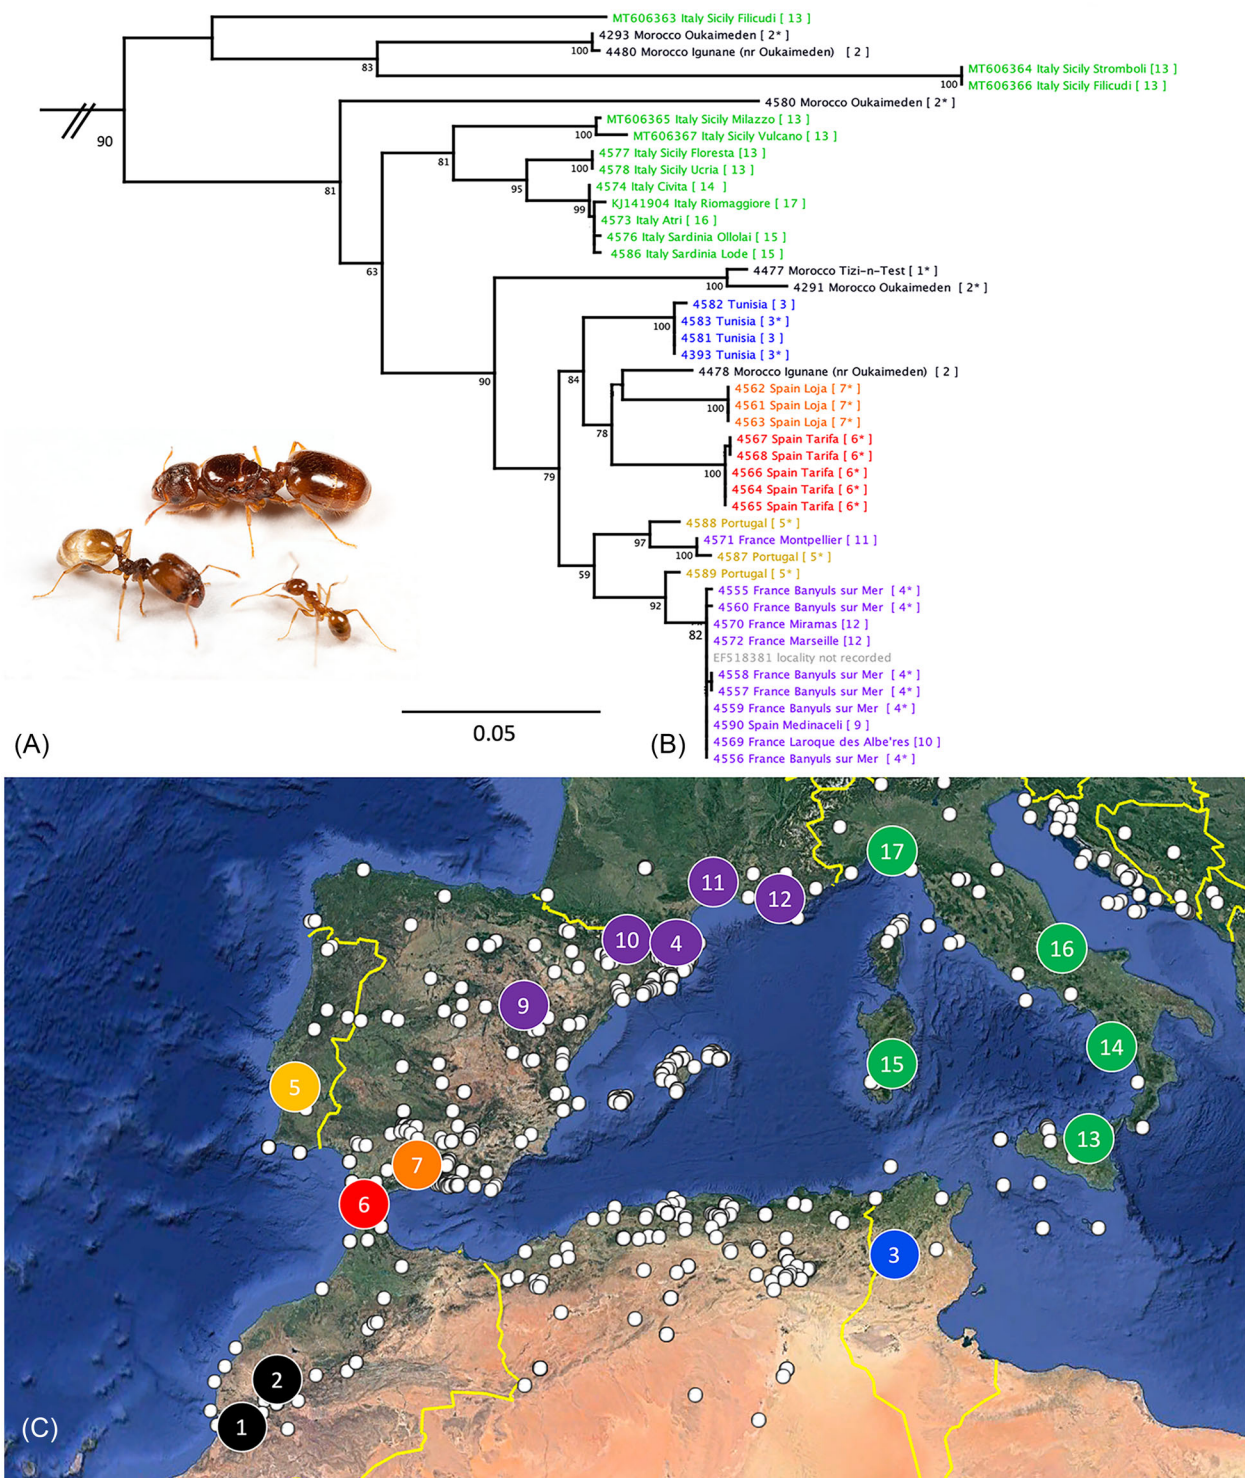 MT606363 Italy Sicily Filicudi [ 13 ]
4293 Morocco Oukaimeden [ 2* ]
100
4480 Morocco Igunane (nr Oukaimeden) [ 2 ]
83
MT606364 Italy Sicily Stromboli [13 ]
100
MT606366 Italy Sicily Filicudi [ 13 ]
4580 Morocco Oukaimeden [ 2* ]
90
MT606365 Italy Sicily Milazzo [ 13 ]
100
MT606367 Italy Sicily Vulcano [ 13 ]
81
4577 Italy Sicily Floresta [13 ]
100
4578 Italy Sicily Ucria [ 13 ]
81
95
4574 Italy Civita [ 14 ]
KJ141904 Italy Riomaggiore [ 17 ]
99
4573 Italy Atri [ 16 ]
4576 Italy Sardinia Ollolai [ 15 ]
4586 Italy Sardinia Lode [ 15 ]
63
4477 Morocco Tizi-n-Test [ 1* ]
100
4291 Morocco Oukaimeden [ 2* ]
4582 Tunisia [ 3 ]
4583 Tunisia [ 3* ]
100
4581 Tunisia [ 3 ]
4393 Tunisia [ 3* ]
4478 Morocco Igunane (nr Oukaimeden) [ 2 ]
90
84
4562 Spain Loja [ 7* ]
4561 Spain Loja [ 7* ]
100
4563 Spain Loja [ 7* ]
78
4567 Spain Tarifa [ 6* ]
4568 Spain Tarifa [ 6* ]
4566 Spain Tarifa [ 6* ]
100
79
4564 Spain Tarifa [ 6* ]
4565 Spain Tarifa [ 6* ]
4588 Portugal [ 5* ]
97
4571 France Montpellier [ 11 ]
100
4587 Portugal [ 5* ]
59
4589 Portugal [ 5* ]
4555 France Banyuls sur Mer [ 4* ]
92
4560 France Banyuls sur Mer [ 4* ]
4570 France Miramas [12 ]
82
4572 France Marseille [12 ]
EF518381 locality not recorded
4558 France Banyuls sur Mer [ 4* ]
4557 France Banyuls sur Mer [ 4* ]
4559 France Banyuls sur Mer [ 4* ]
4590 Spain Medinaceli [ 9 ]
4569 France Laroque des Albe'res [10 ]
4556 France Banyuls sur Mer [ 4* ]
0.05
(A)
(B)
17
11
12
10
4
16
9
14
15
5
13
7
6
3
2
1
(C)